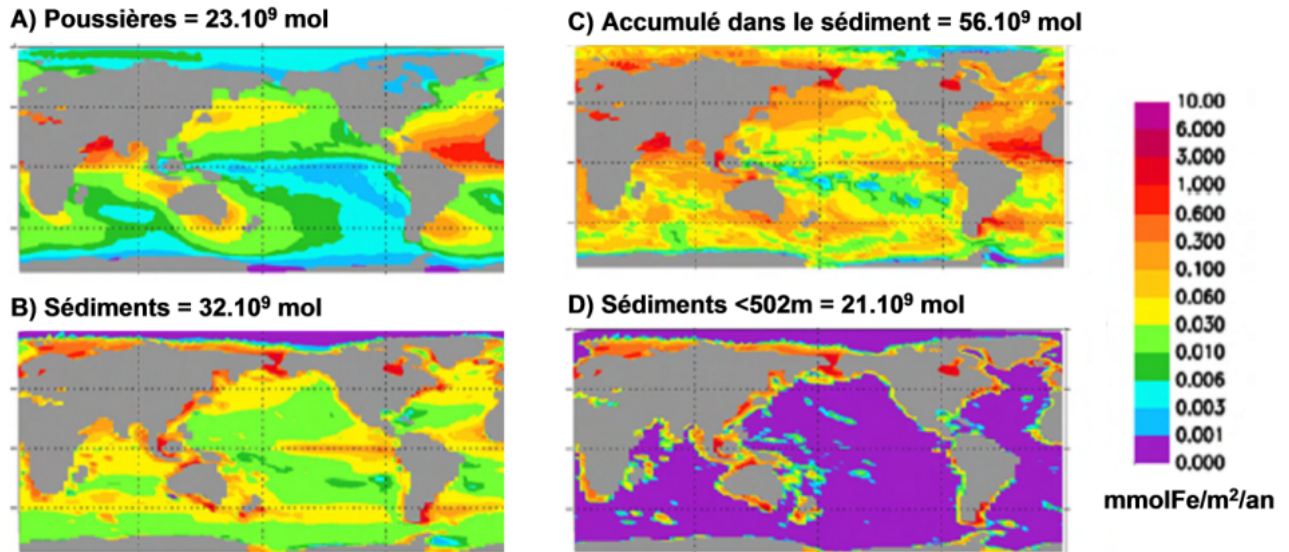 A) Poussières = 23.10⁹ mol
C) Accumulé dans le sédiment = 56.10⁹ mol
B) Sédiments = 32.10⁹ mol
D) Sédiments <502m = 21.10⁹ mol
10.00
6.000
3.000
1.000
0.600
0.300
0.100
0.060
0.030
0.010
0.006
0.003
0.001
0.000
mmolFe/m²/an